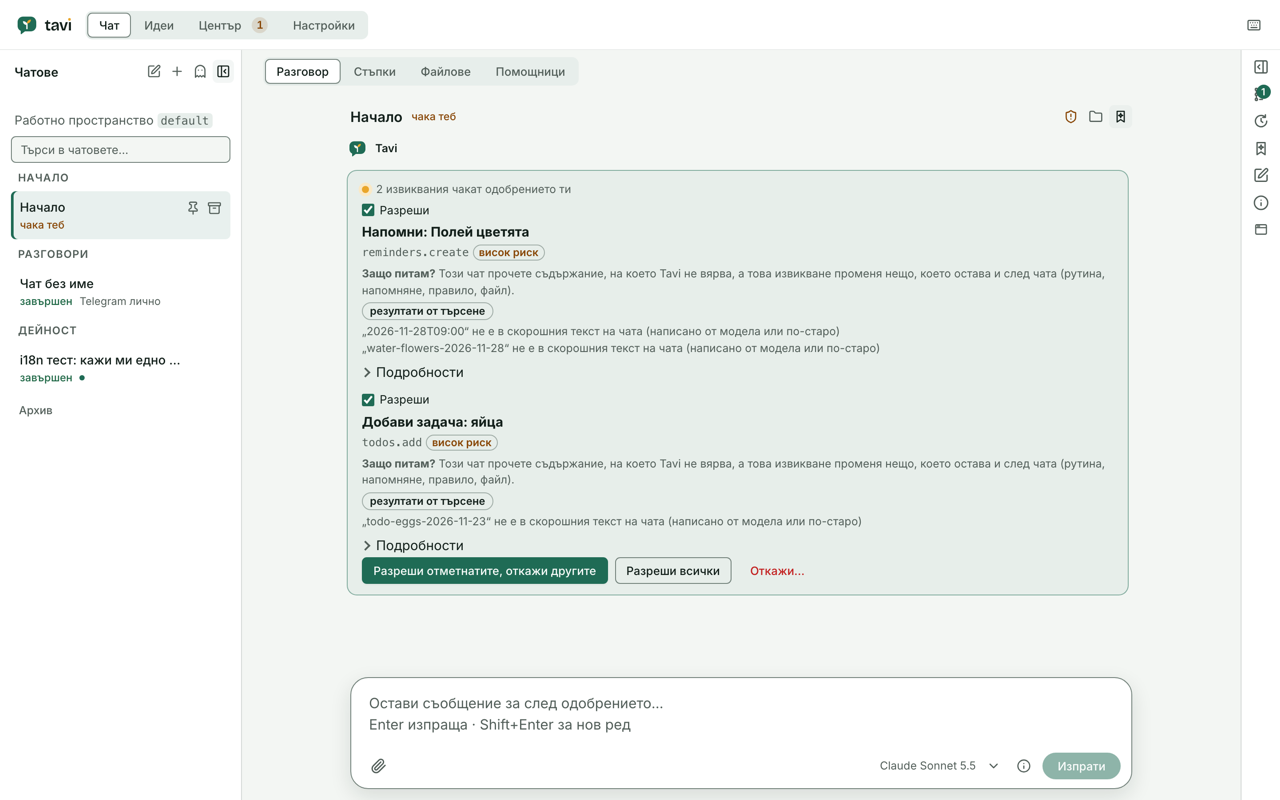 tavi
Чат
Идеи
Център 1
Настройки
Чатове
Работно пространство default
Търси в чатовете...
НАЧАЛО
Начало
чака теб
РАЗГОВОРИ
Чат без име
завършен Telegram лично
ДЕЙНОСТ
i18n тест: кажи ми едно ...
завършен
Архив
Разговор
Стъпки
Файлове
Помощници
Начало чака теб
Tavi
2 извиквания чакат одобрението ти
Разреши
Напомни: Полей цветята
reminders.create висок риск
Защо питам? Този чат прочете съдържание, на което Tavi не вярва, а това извикване променя нещо, което остава и след чата (рутина,
напомняне, правило, файл).
резултати от търсене
„2026-11-28T09:00“ не е в скорошния текст на чата (написано от модела или по-старо)
„water-flowers-2026-11-28“ не е в скорошния текст на чата (написано от модела или по-старо)
Подробности
Разреши
Добави задача: яйца
todos.add висок риск
Защо питам? Този чат прочете съдържание, на което Tavi не вярва, а това извикване променя нещо, което остава и след чата (рутина,
напомняне, правило, файл).
резултати от търсене
„todo-eggs-2026-11-23“ не е в скорошния текст на чата (написано от модела или по-старо)
Подробности
Разреши отметнатите, откажи другите
Разреши всички
Откажи...
Остави съобщение за след одобрението...
Enter изпраща · Shift+Enter за нов ред
Claude Sonnet 5.5
Изпрати
1